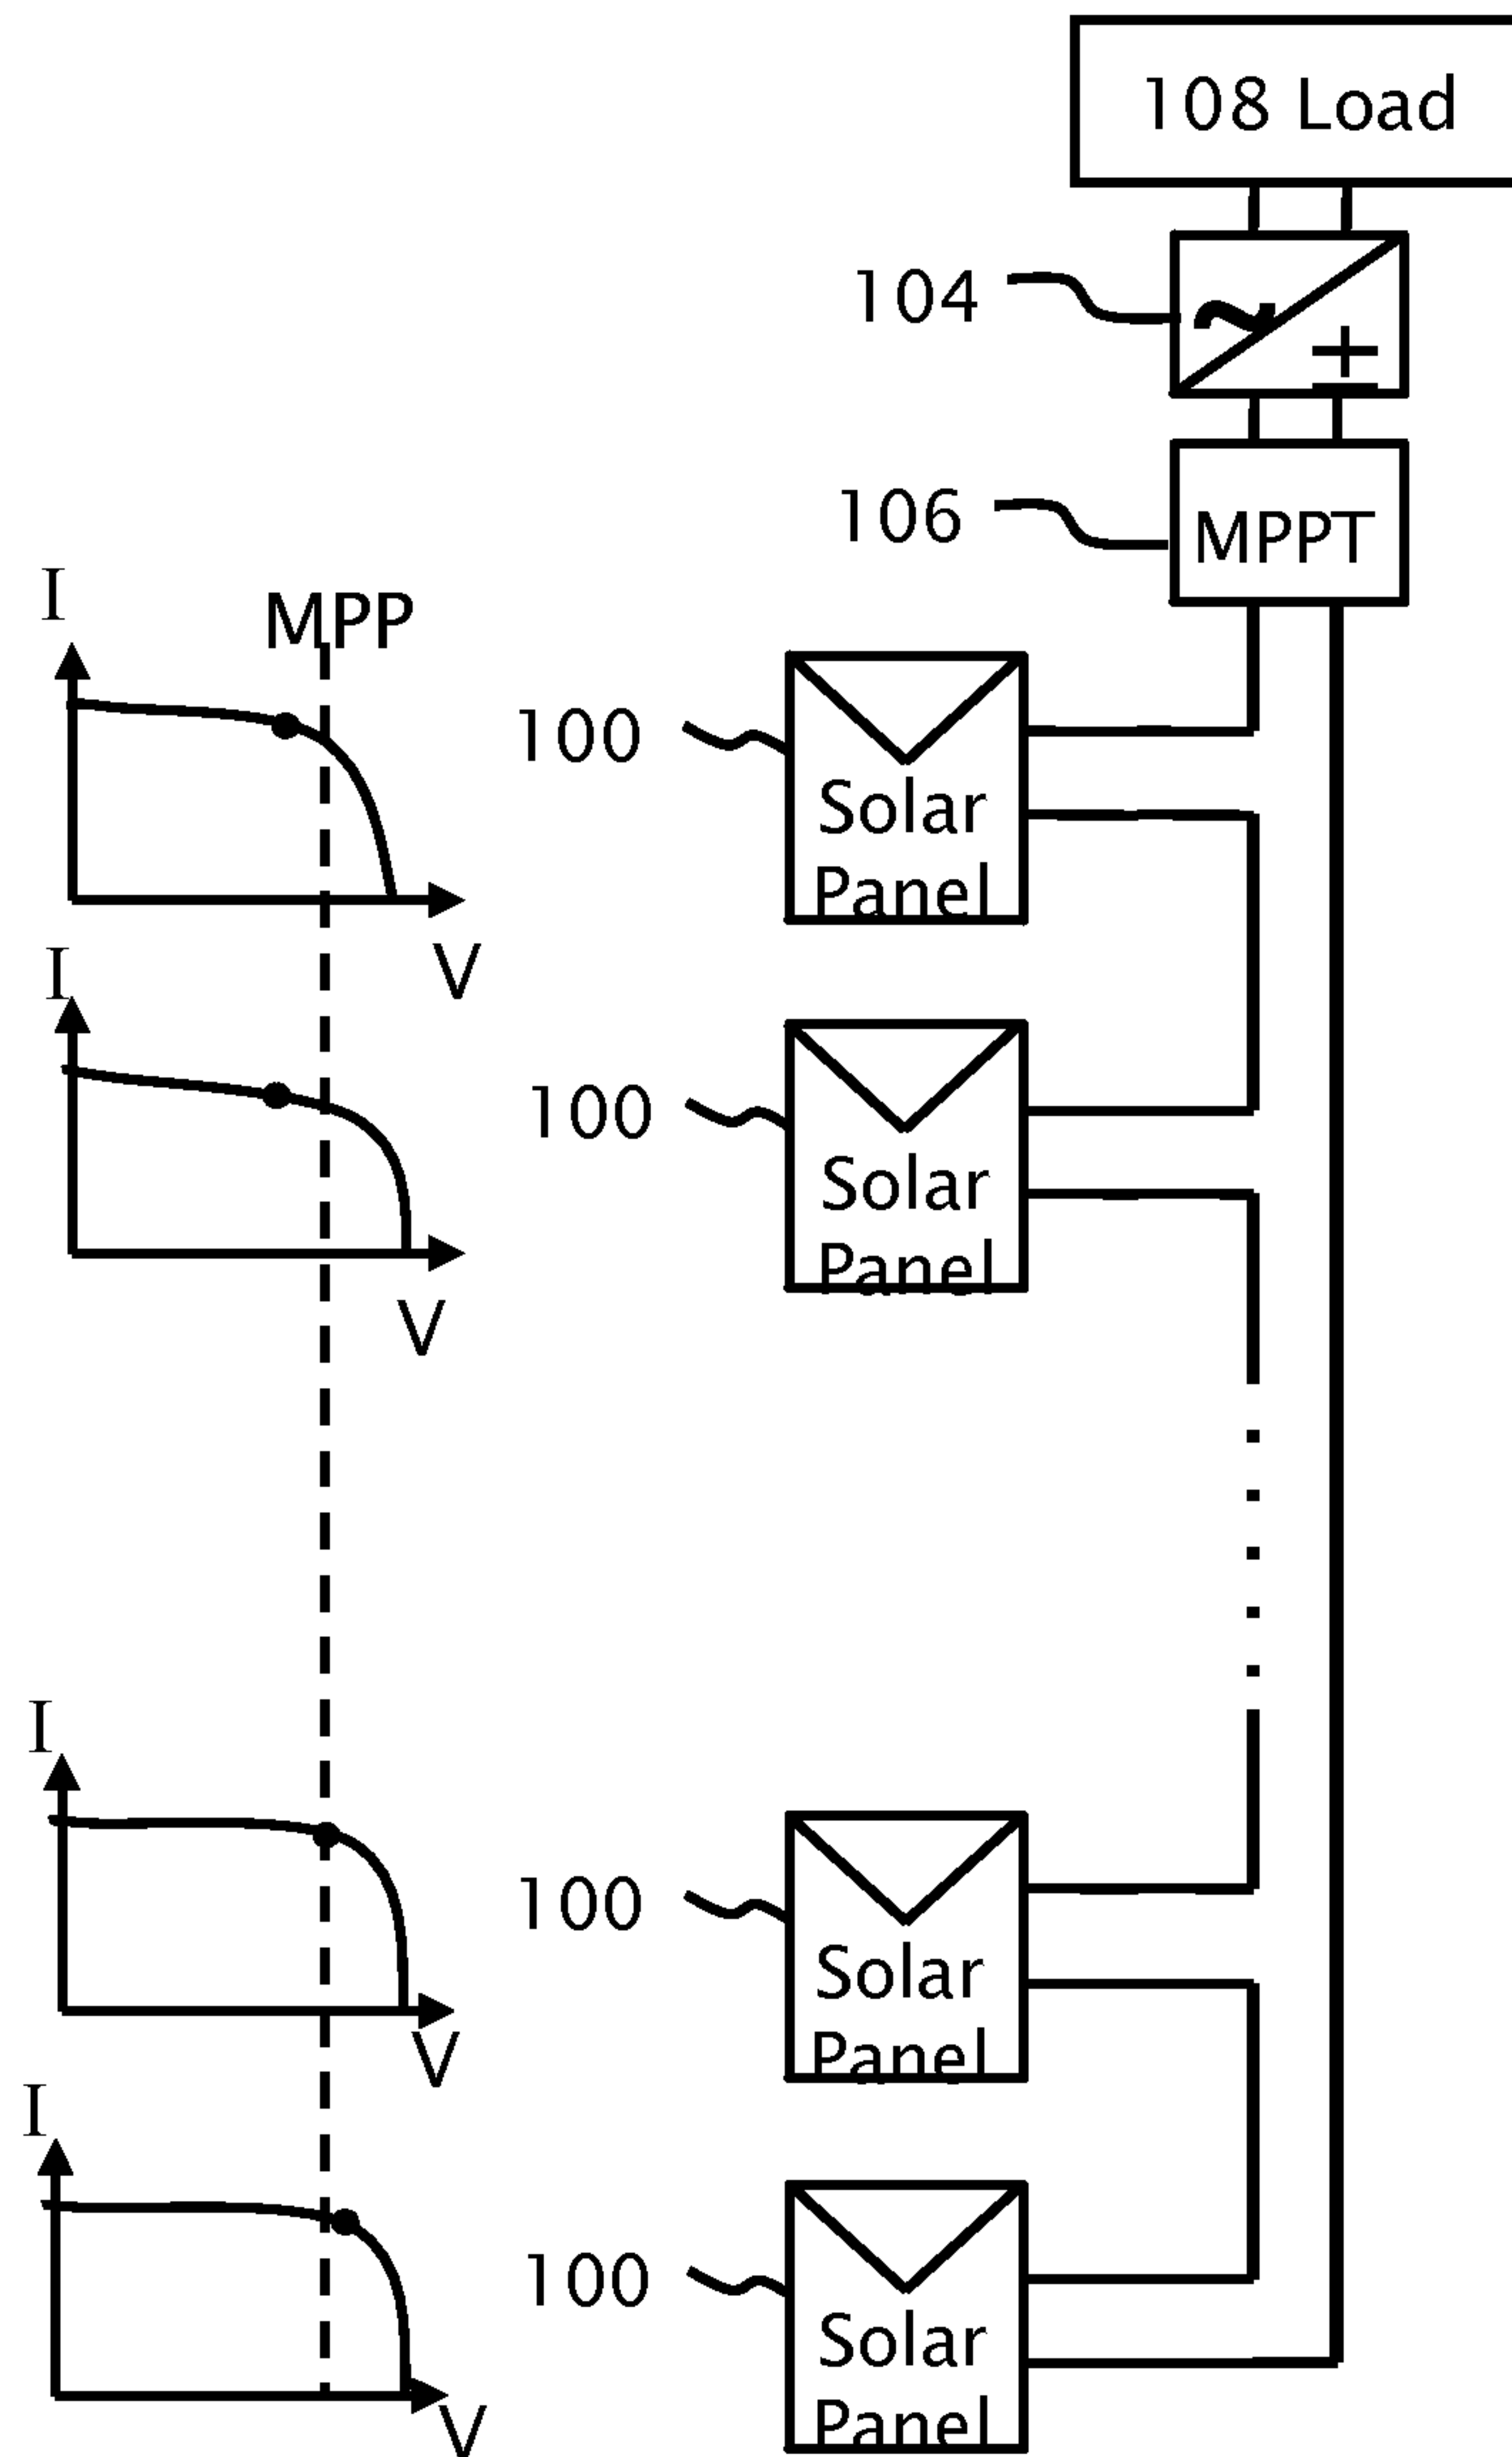 108 Load
104
~
+
106
MPPT
I
MPP
100
Solar
Panel
V
I
100
Solar
Panel
V
I
100
Solar
Panel
V
I
100
Solar
Panel
V